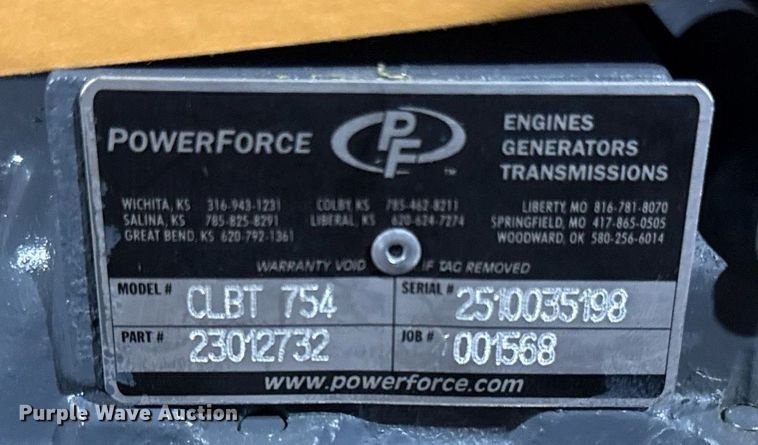 POWERFORCE
PF
™
ENGINES
GENERATORS
TRANSMISSIONS
WICHITA, KS 316-943-1231
SALINA, KS 785-825-8291
GREAT BEND, KS 620-792-1361
COLBY, KS 785-462-8211
LIBERAL, KS 620-624-7274
LIBERTY, MO 816-781-8070
SPRINGFIELD, MO 417-865-0505
WOODWARD, OK 580-256-6014
WARRANTY VOID IF TAG REMOVED
MODEL # CLBT 754
SERIAL # 2510035198
PART # 23012732
JOB # 001568
www.powerforce.com
Purple Wave Auction